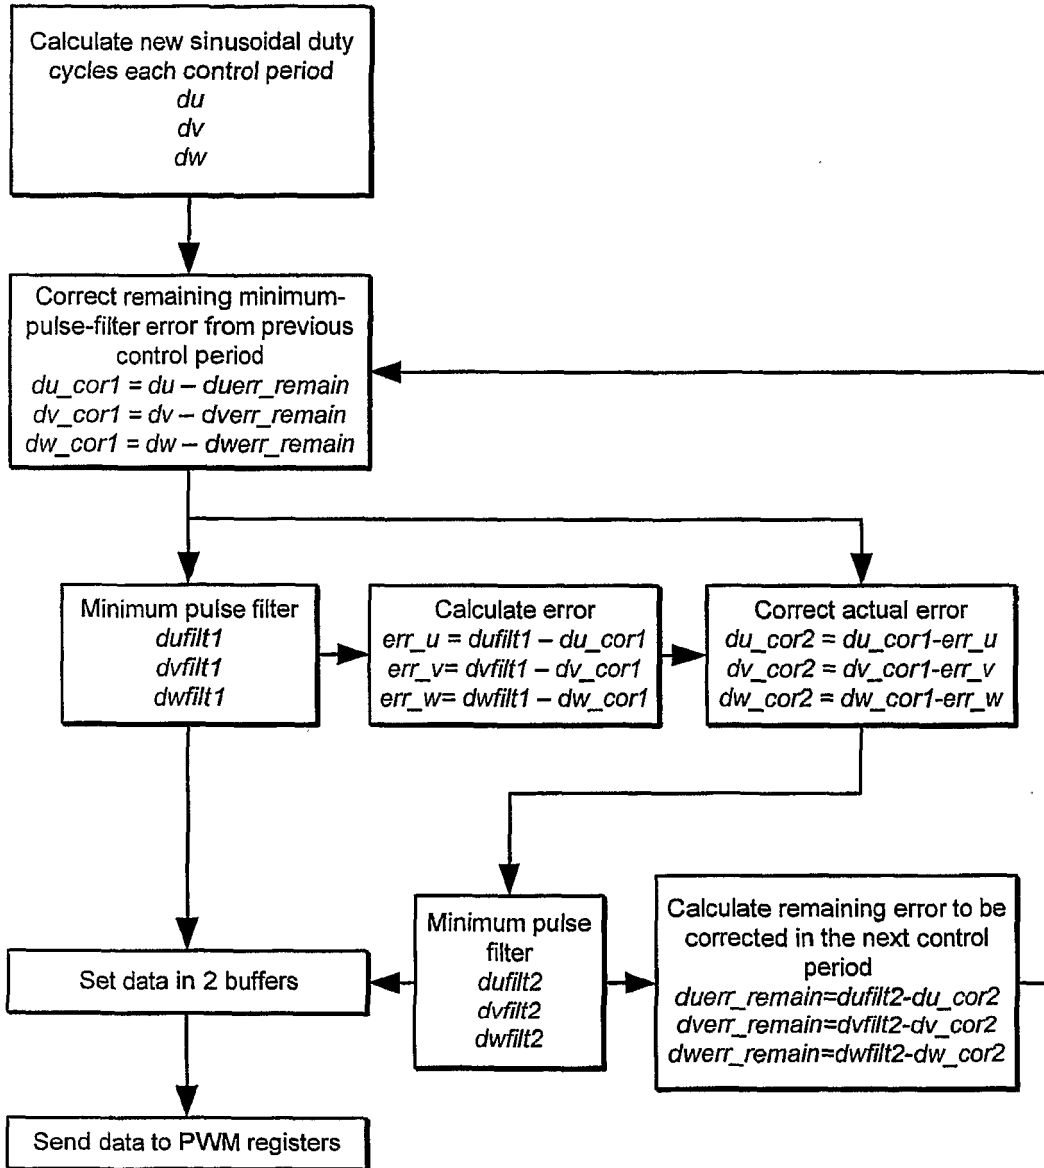 Calculate new sinusoidal duty
cycles each control period
du
dv
dw
Correct remaining minimum-
pulse-filter error from previous
control period
du_cor1 = du – duerr_remain
dv_cor1 = dv – dverr_remain
dw_cor1 = dw – dwerr_remain
Minimum pulse filter
dufilt1
dvfilt1
dwfilt1
Calculate error
err_u = dufilt1 – du_cor1
err_v= dvfilt1 – dv_cor1
err_w= dwfilt1 – dw_cor1
Correct actual error
du_cor2 = du_cor1-err_u
dv_cor2 = dv_cor1-err_v
dw_cor2 = dw_cor1-err_w
Minimum pulse
filter
dufilt2
dvfilt2
dwfilt2
Calculate remaining error to be
corrected in the next control
period
duerr_remain=dufilt2-du_cor2
dverr_remain=dvfilt2-dv_cor2
dwerr_remain=dwfilt2-dw_cor2
Set data in 2 buffers
Send data to PWM registers